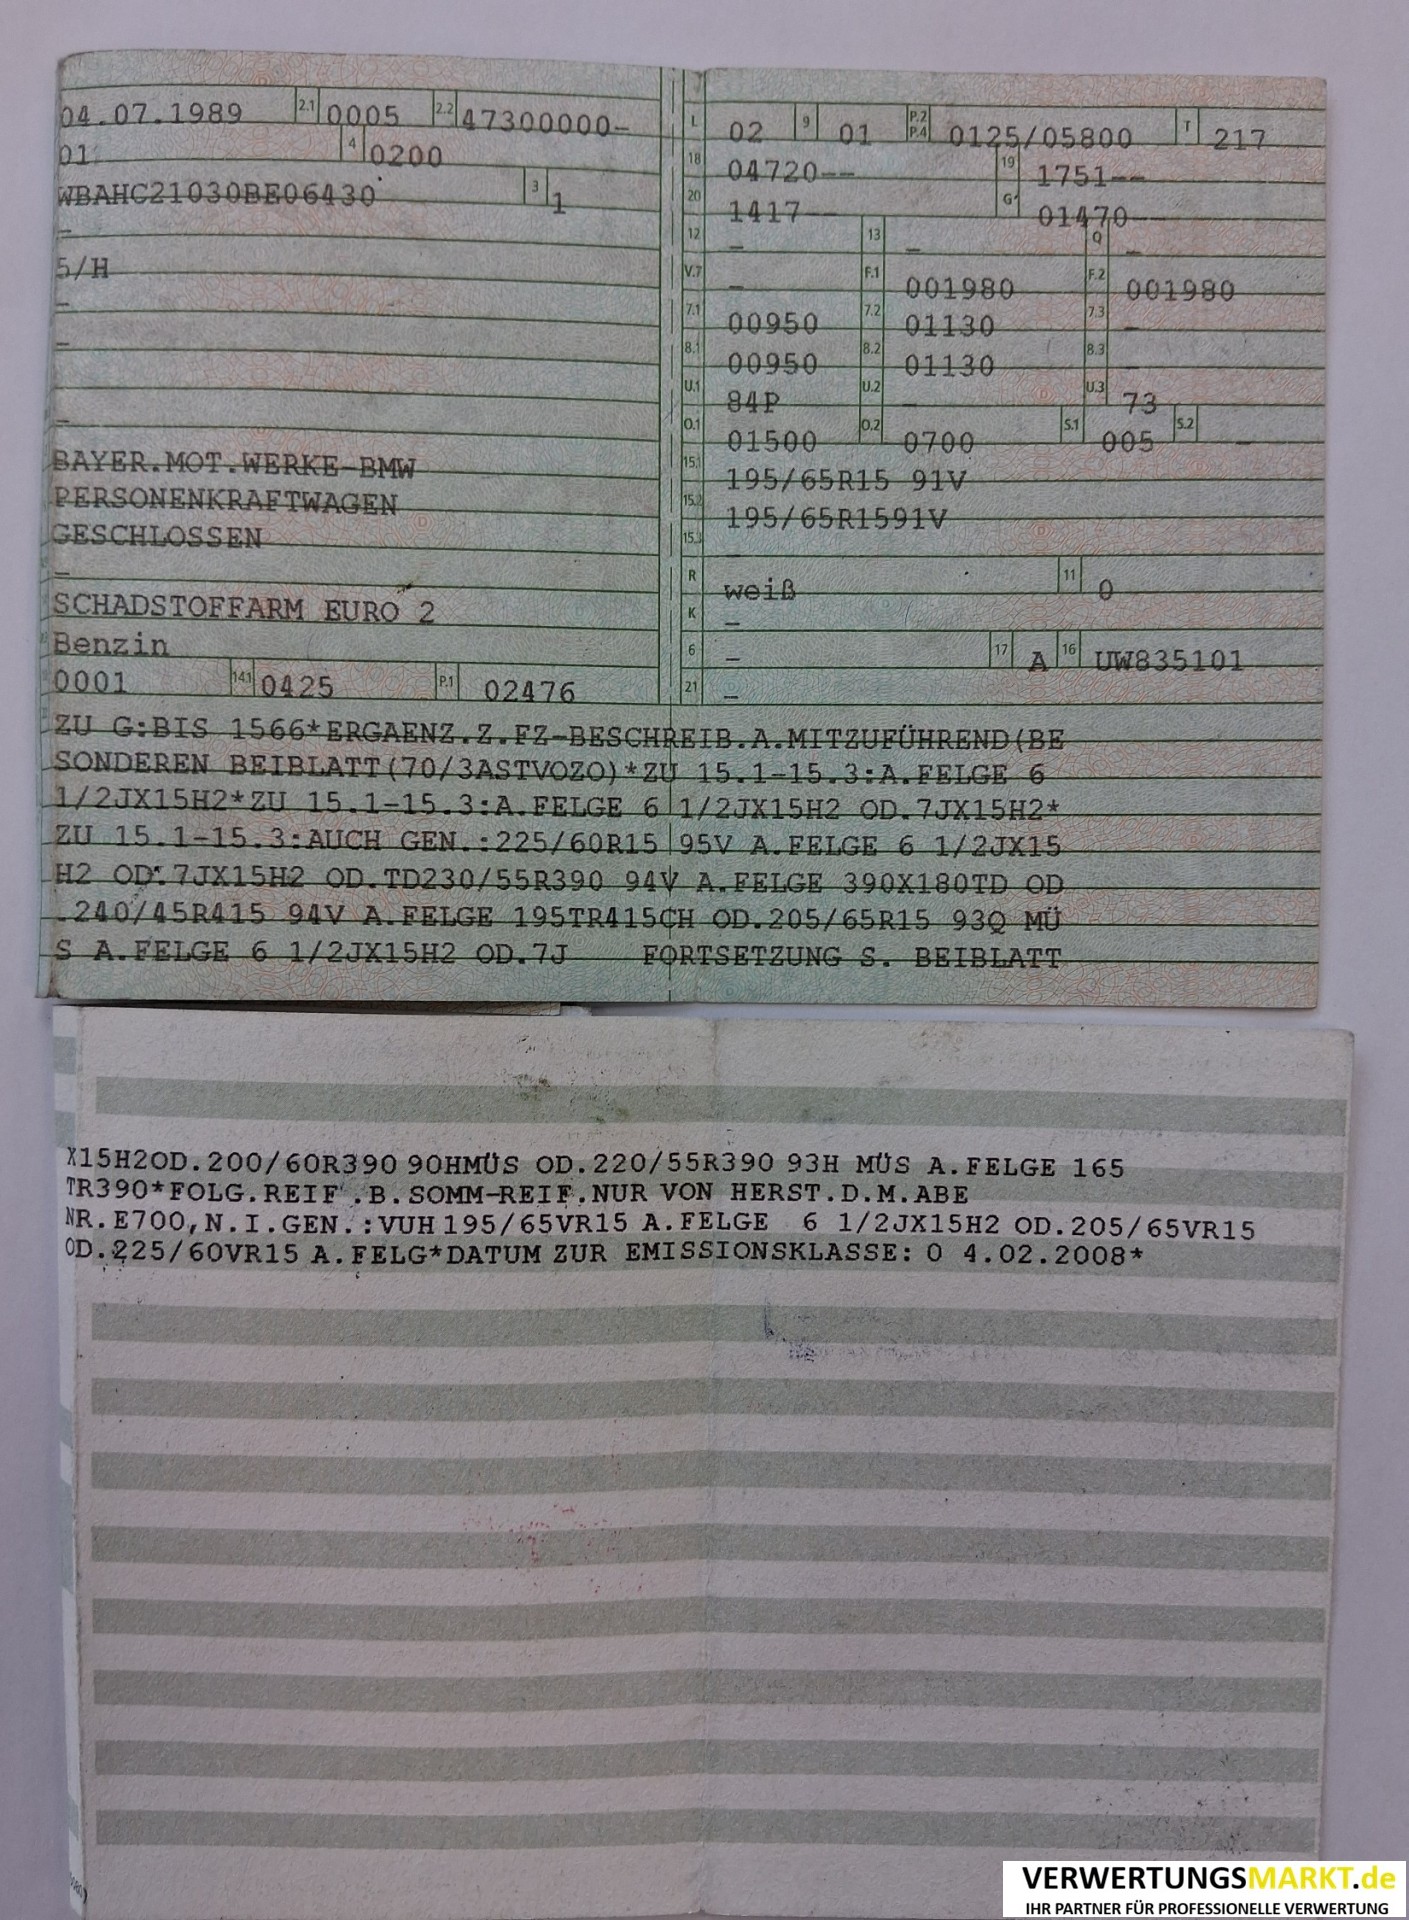 04.07.1989 2.1 0005 2.2 47300000-
01 4 0200
WBAHC21030BE06430 3 1
-
5/H
-
-
-
BAYER.MOT.WERKE-BMW
PERSONENKRAFTWAGEN
GESCHLOSSEN
-
SCHADSTOFFARM EURO 2
Benzin
0001 14.1 0425 P.1 02476
L 02 9 01 P.2 P.4 0125/05800 T 217
18 04720-- 19 1751--
20 1417-- G 01470--
12 - 13 - Q -
V.7 - F.1 001980 F.2 001980
7.1 00950 7.2 01130 7.3 -
8.1 00950 8.2 01130 8.3 -
U.1 84P U.2 - U.3 73
O.1 01500 O.2 0700 S.1 005 S.2 -
15.1 195/65R15 91V
15.2 195/65R1591V
15.3 -
R weiß 11 0
K -
6 - 17 A 16 UW835101
21 -
ZU G:BIS 1566*ERGAENZ.Z.FZ-BESCHREIB.A.MITZUFÜHREND(BE
SONDEREN BEIBLATT(70/3ASTVOZO)*ZU 15.1-15.3:A.FELGE 6
1/2JX15H2*ZU 15.1-15.3:A.FELGE 6 1/2JX15H2 OD.7JX15H2*
ZU 15.1-15.3:AUCH GEN.:225/60R15 95V A.FELGE 6 1/2JX15
H2 OD.7JX15H2 OD.TD230/55R390 94V A.FELGE 390X180TD OD
.240/45R415 94V A.FELGE 195TR415CH OD.205/65R15 93Q MÜ
S A.FELGE 6 1/2JX15H2 OD.7J FORTSETZUNG S. BEIBLATT
X15H2OD.200/60R390 90HMÜS OD.220/55R390 93H MÜS A.FELGE 165
TR390*FOLG.REIF.B.SOMM-REIF.NUR VON HERST.D.M.ABE
NR.E700,N.I.GEN.:VUH 195/65VR15 A.FELGE 6 1/2JX15H2 OD.205/65VR15
OD.225/60VR15 A.FELG*DATUM ZUR EMISSIONSKLASSE: 0 4.02.2008*
VERWERTUNGSMARKT.de
IHR PARTNER FÜR PROFESSIONELLE VERWERTUNG